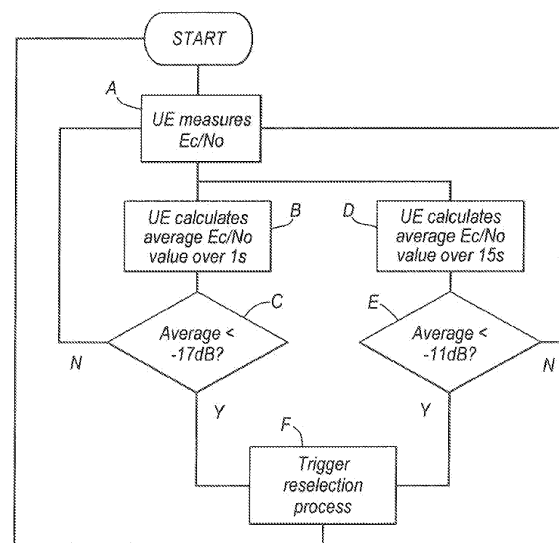 START
A
UE measures
Ec/No
B
UE calculates
average Ec/No
value over 1s
D
UE calculates
average Ec/No
value over 15s
C
Average <
-17dB?
N
Y
E
Average <
-11dB?
N
Y
F
Trigger
reselection
process